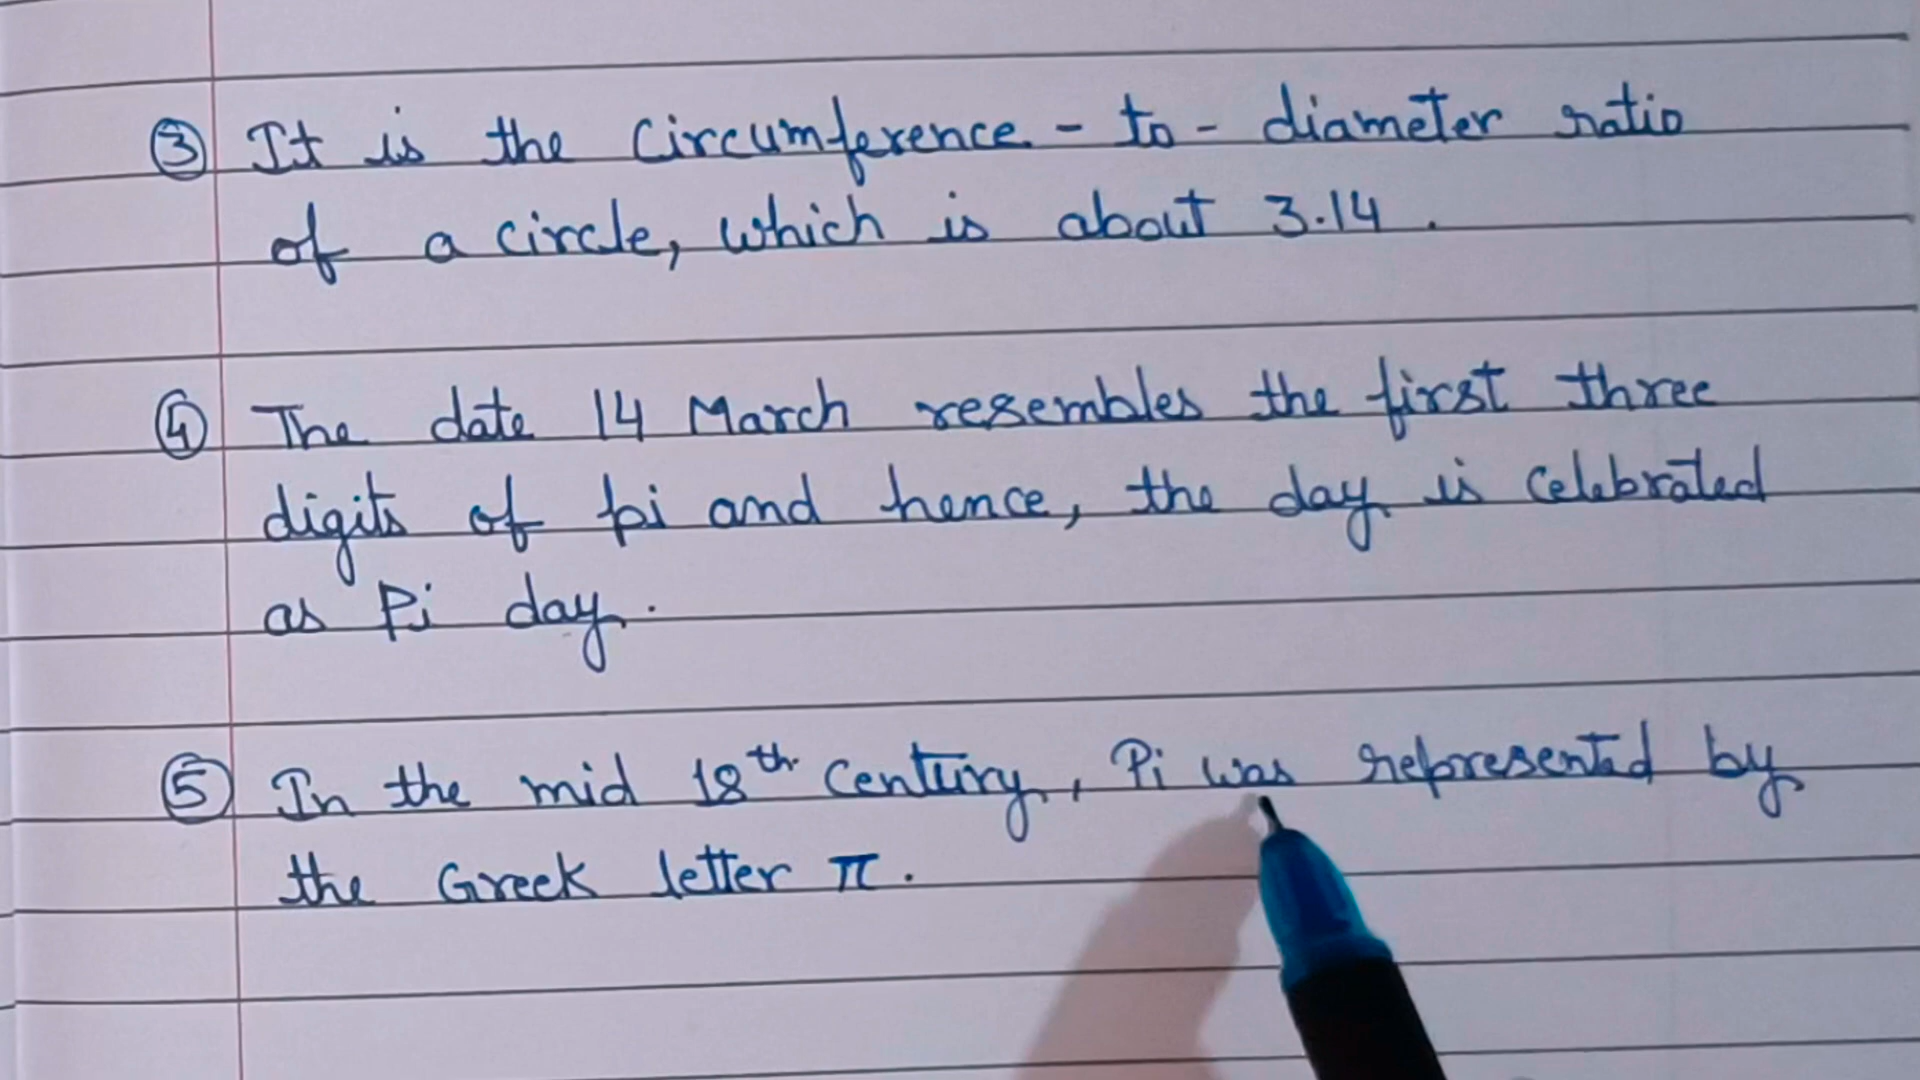 ③ It is the Circumference - to - diameter ratio
of a circle, which is about 3.14 .
④ The date 14 March resembles the first three
digits of pi and hence, the day is celebrated
as Pi day.
⑤ In the mid 18th Century, Pi was represented by
the Greek letter π.